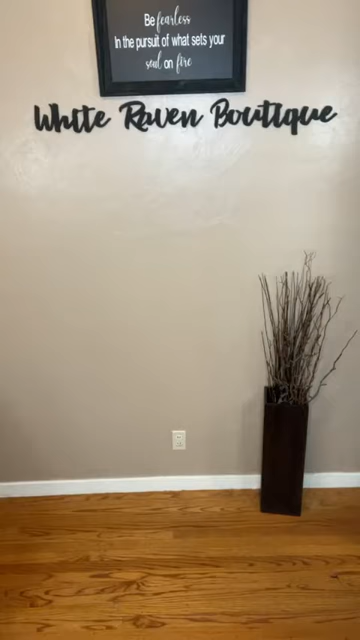 Be fearless
In the pursuit of what sets your
soul on fire
White Raven Boutique